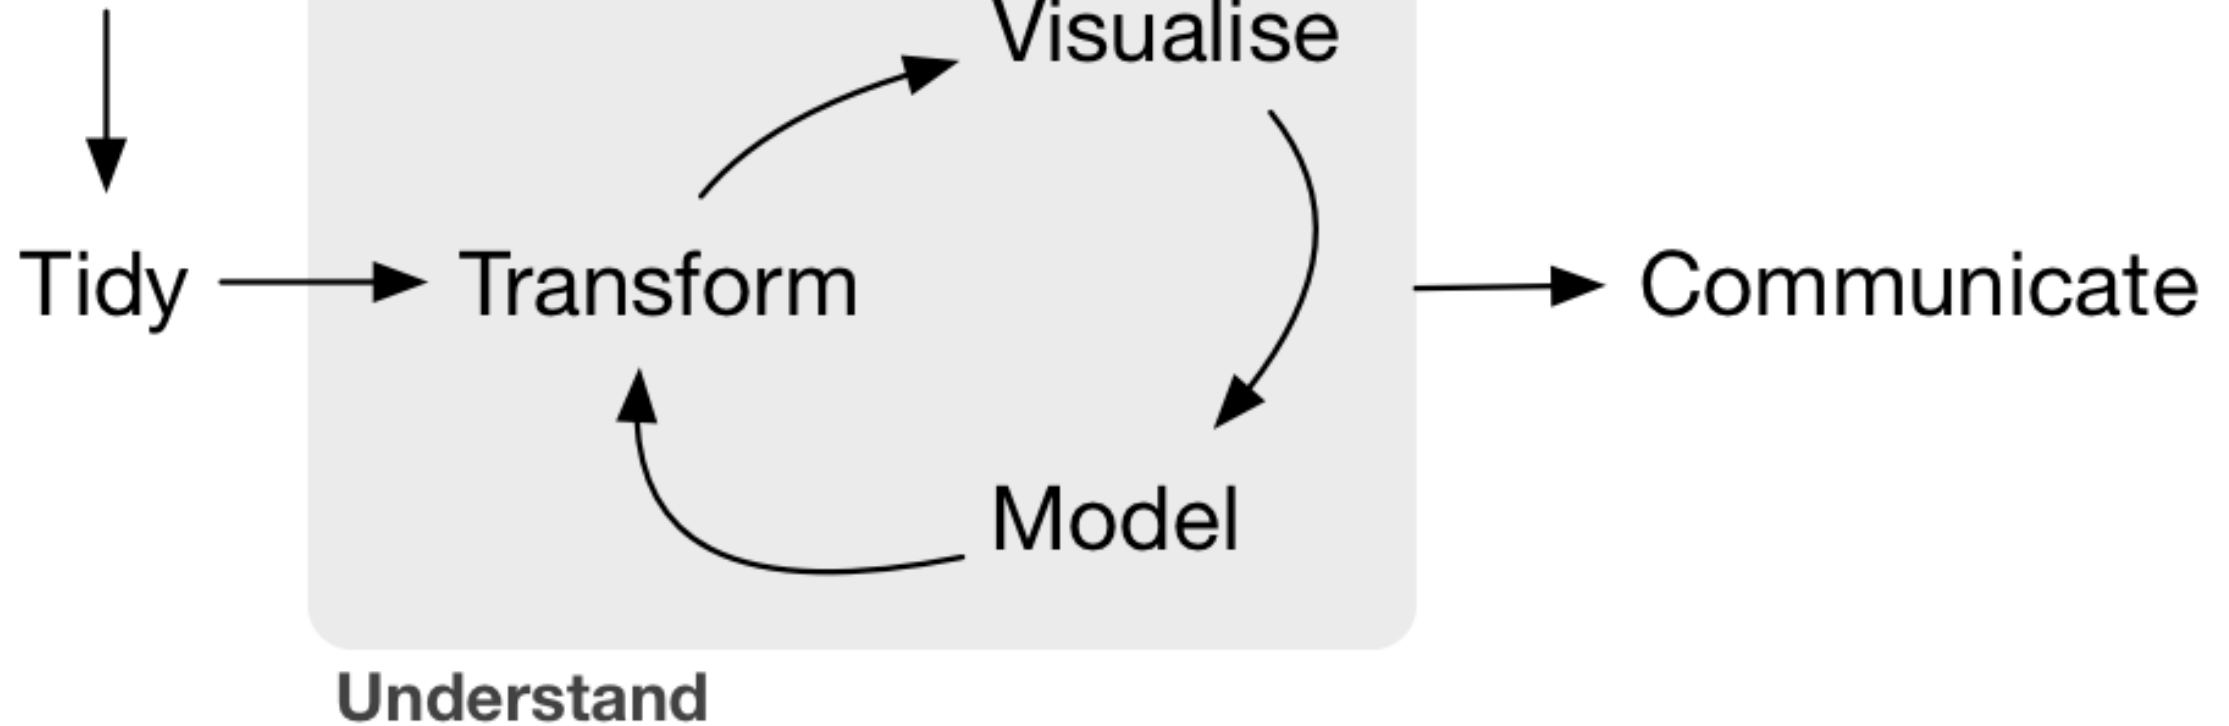 Visualise
Tidy
Transform
Communicate
Model
Understand